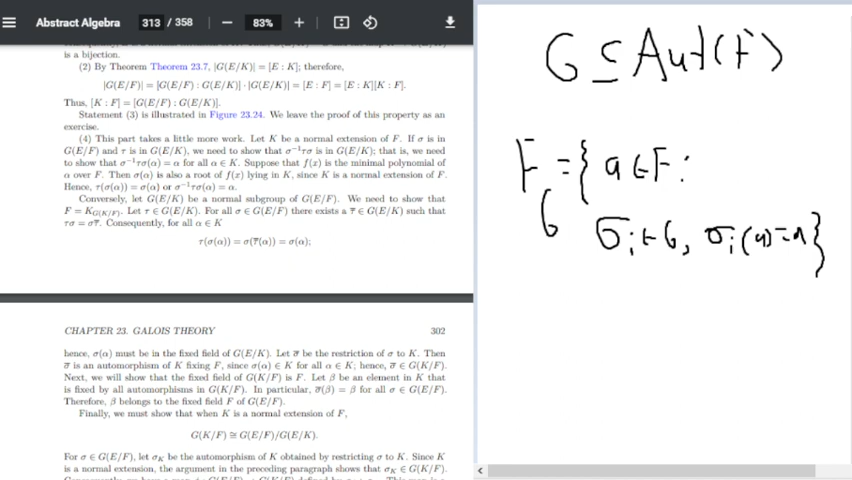 Abstract Algebra 313 / 358 − 83% +
is a bijection.
(2) By Theorem Theorem 23.7, |G(E/K)| = [E : K]; therefore,
|G(E/F)| = [G(E/F) : G(E/K)] · |G(E/K)| = [E : F] = [E : K][K : F].
Thus, [K : F] = [G(E/F) : G(E/K)].
Statement (3) is illustrated in Figure 23.24. We leave the proof of this property as an
exercise.
(4) This part takes a little more work. Let K be a normal extension of F. If σ is in
G(E/F) and τ is in G(E/K), we need to show that σ⁻¹τσ is in G(E/K); that is, we need
to show that σ⁻¹τσ(α) = α for all α ∈ K. Suppose that f(x) is the minimal polynomial of
α over F. Then σ(α) is also a root of f(x) lying in K, since K is a normal extension of F.
Hence, τ(σ(α)) = σ(α) or σ⁻¹τσ(α) = α.
Conversely, let G(E/K) be a normal subgroup of G(E/F). We need to show that
F = K_{G(K/F)}. Let τ ∈ G(E/K). For all σ ∈ G(E/F) there exists a τ̄ ∈ G(E/K) such that
τσ = στ̄. Consequently, for all α ∈ K
τ(σ(α)) = σ(τ̄(α)) = σ(α);
CHAPTER 23. GALOIS THEORY 302
hence, σ(α) must be in the fixed field of G(E/K). Let σ̄ be the restriction of σ to K. Then
σ̄ is an automorphism of K fixing F, since σ(α) ∈ K for all α ∈ K; hence, σ̄ ∈ G(K/F).
Next, we will show that the fixed field of G(K/F) is F. Let β be an element in K that
is fixed by all automorphisms in G(K/F). In particular, σ̄(β) = β for all σ ∈ G(E/F).
Therefore, β belongs to the fixed field F of G(E/F).
Finally, we must show that when K is a normal extension of F,
G(K/F) ≅ G(E/F)/G(E/K).
For σ ∈ G(E/F), let σ_K be the automorphism of K obtained by restricting σ to K. Since K
is a normal extension, the argument in the preceding paragraph shows that σ_K ∈ G(K/F).
G ⊆ Aut(F)
F_G = { a ∈ F :
σ_i ∈ G, σ_i(a) = a }